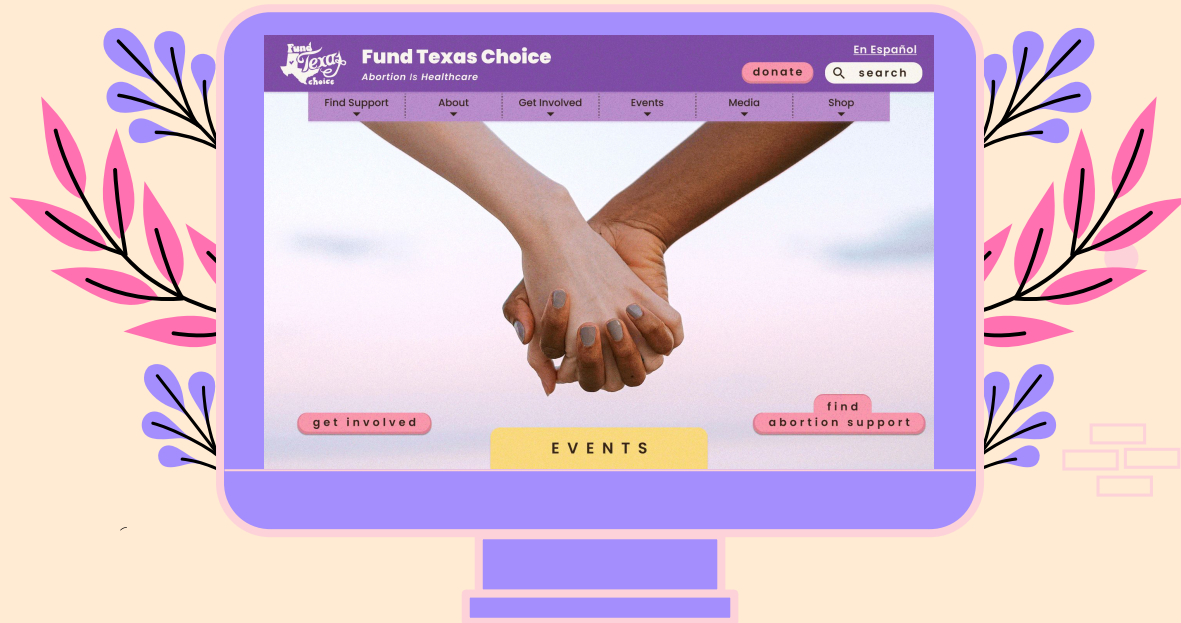 Fund
Texas
choice
Fund Texas Choice
Abortion Is Healthcare
En Español
donate
search
Find Support
About
Get Involved
Events
Media
Shop
get involved
find
abortion support
EVENTS